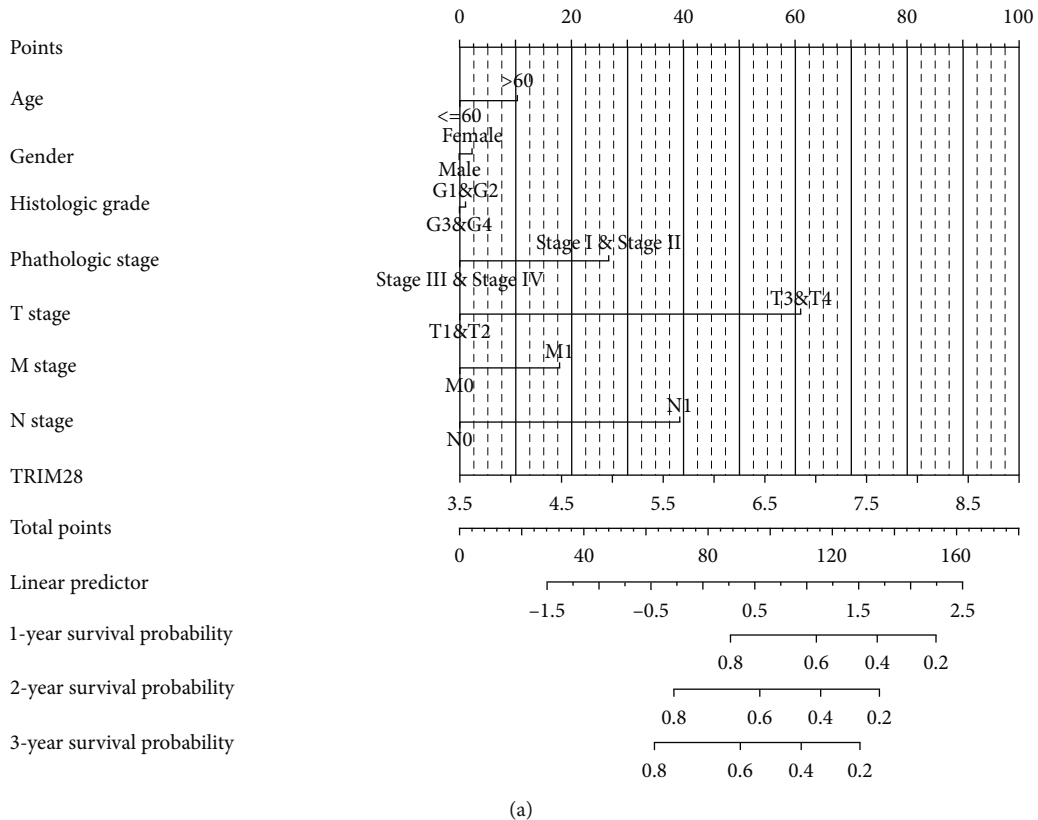 0 20 40 60 80 100
Points
>60
Age
<=60
Female
Gender
Male
G1&G2
Histologic grade
G3&G4
Stage I & Stage II
Phathologic stage
Stage III & Stage IV
T3&T4
T stage
T1&T2
M1
M stage
M0
N1
N stage
N0
TRIM28
3.5 4.5 5.5 6.5 7.5 8.5
Total points
0 40 80 120 160
Linear predictor
–1.5 –0.5 0.5 1.5 2.5
1-year survival probability
0.8 0.6 0.4 0.2
2-year survival probability
0.8 0.6 0.4 0.2
3-year survival probability
0.8 0.6 0.4 0.2
(a)